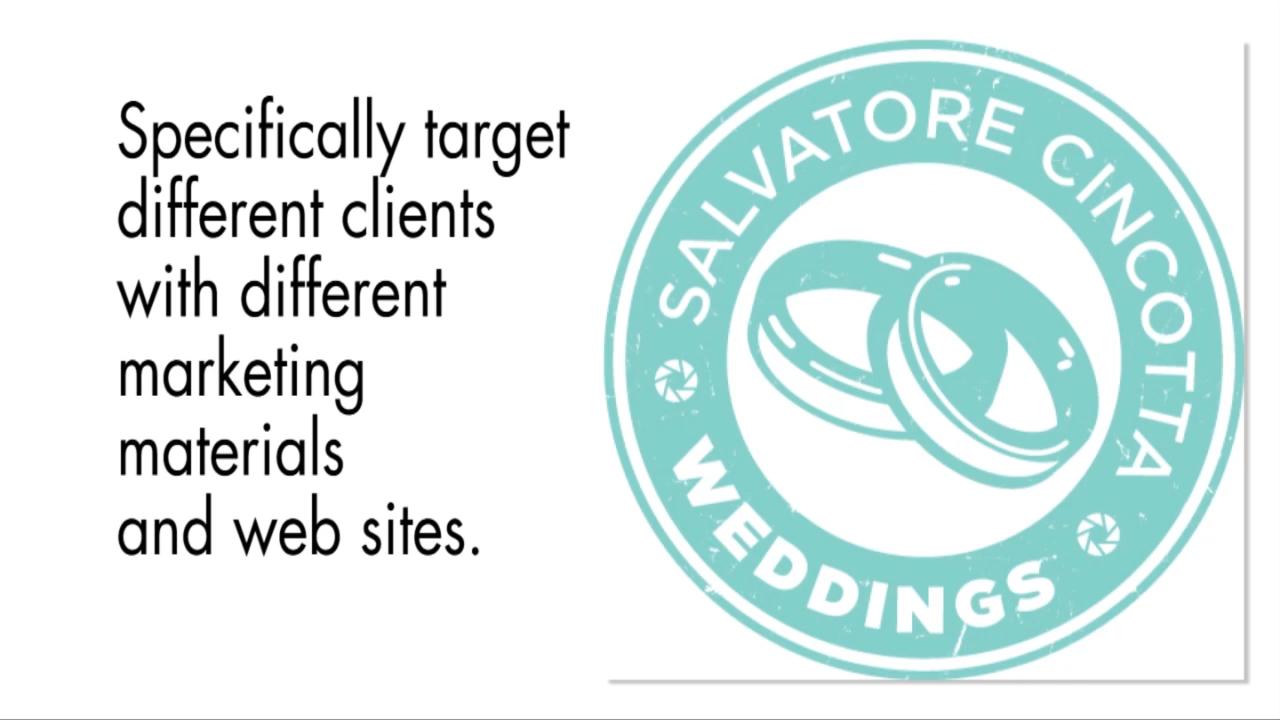 Specifically target
different clients
with different
marketing
materials
and web sites.
SALVATORE CINCOTTA
WEDDINGS